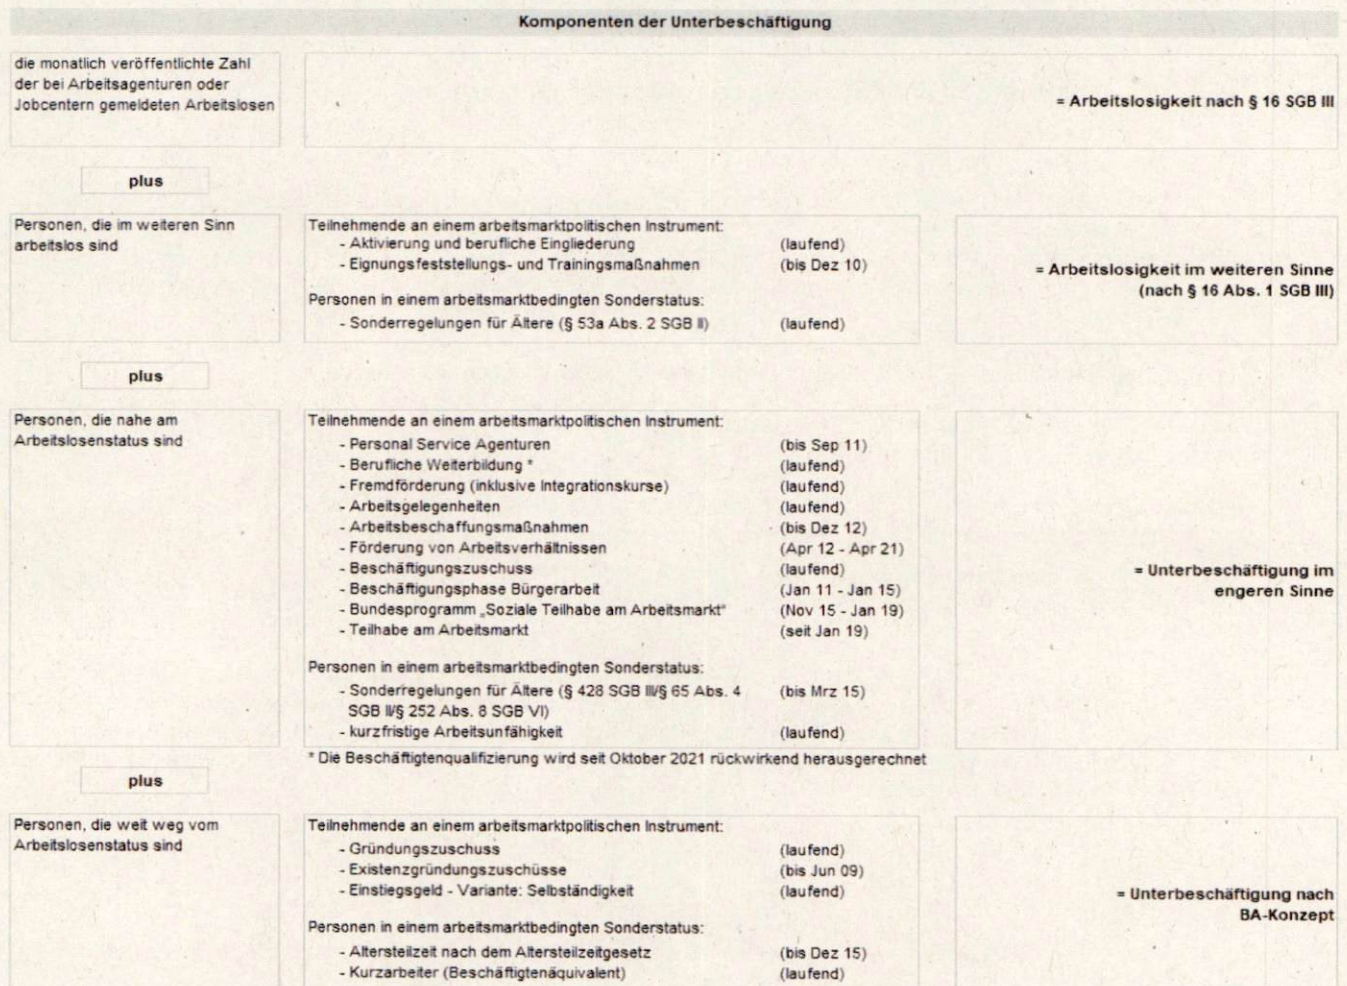 Komponenten der Unterbeschäftigung
die monatlich veröffentlichte Zahl
der bei Arbeitsagenturen oder
Jobcentern gemeldeten Arbeitslosen
= Arbeitslosigkeit nach § 16 SGB III
plus
Personen, die im weiteren Sinn
arbeitslos sind
Teilnehmende an einem arbeitsmarktpolitischen Instrument:
- Aktivierung und berufliche Eingliederung (laufend)
- Eignungsfeststellungs- und Trainingsmaßnahmen (bis Dez 10)
Personen in einem arbeitsmarktbedingten Sonderstatus:
- Sonderregelungen für Ältere (§ 53a Abs. 2 SGB II) (laufend)
= Arbeitslosigkeit im weiteren Sinne
(nach § 16 Abs. 1 SGB III)
plus
Personen, die nahe am
Arbeitslosenstatus sind
Teilnehmende an einem arbeitsmarktpolitischen Instrument:
- Personal Service Agenturen (bis Sep 11)
- Berufliche Weiterbildung * (laufend)
- Fremdförderung (inklusive Integrationskurse) (laufend)
- Arbeitsgelegenheiten (laufend)
- Arbeitsbeschaffungsmaßnahmen (bis Dez 12)
- Förderung von Arbeitsverhältnissen (Apr 12 - Apr 21)
- Beschäftigungszuschuss (laufend)
- Beschäftigungsphase Bürgerarbeit (Jan 11 - Jan 15)
- Bundesprogramm „Soziale Teilhabe am Arbeitsmarkt" (Nov 15 - Jan 19)
- Teilhabe am Arbeitsmarkt (seit Jan 19)
Personen in einem arbeitsmarktbedingten Sonderstatus:
- Sonderregelungen für Ältere (§ 428 SGB III/§ 65 Abs. 4 (bis Mrz 15)
SGB II/§ 252 Abs. 8 SGB VI)
- kurzfristige Arbeitsunfähigkeit (laufend)
= Unterbeschäftigung im
engeren Sinne
* Die Beschäftigtenqualifizierung wird seit Oktober 2021 rückwirkend herausgerechnet
plus
Personen, die weit weg vom
Arbeitslosenstatus sind
Teilnehmende an einem arbeitsmarktpolitischen Instrument:
- Gründungszuschuss (laufend)
- Existenzgründungszuschüsse (bis Jun 09)
- Einstiegsgeld - Variante: Selbständigkeit (laufend)
Personen in einem arbeitsmarktbedingten Sonderstatus:
- Altersteilzeit nach dem Altersteilzeitgesetz (bis Dez 15)
- Kurzarbeiter (Beschäftigtenäquivalent) (laufend)
= Unterbeschäftigung nach
BA-Konzept